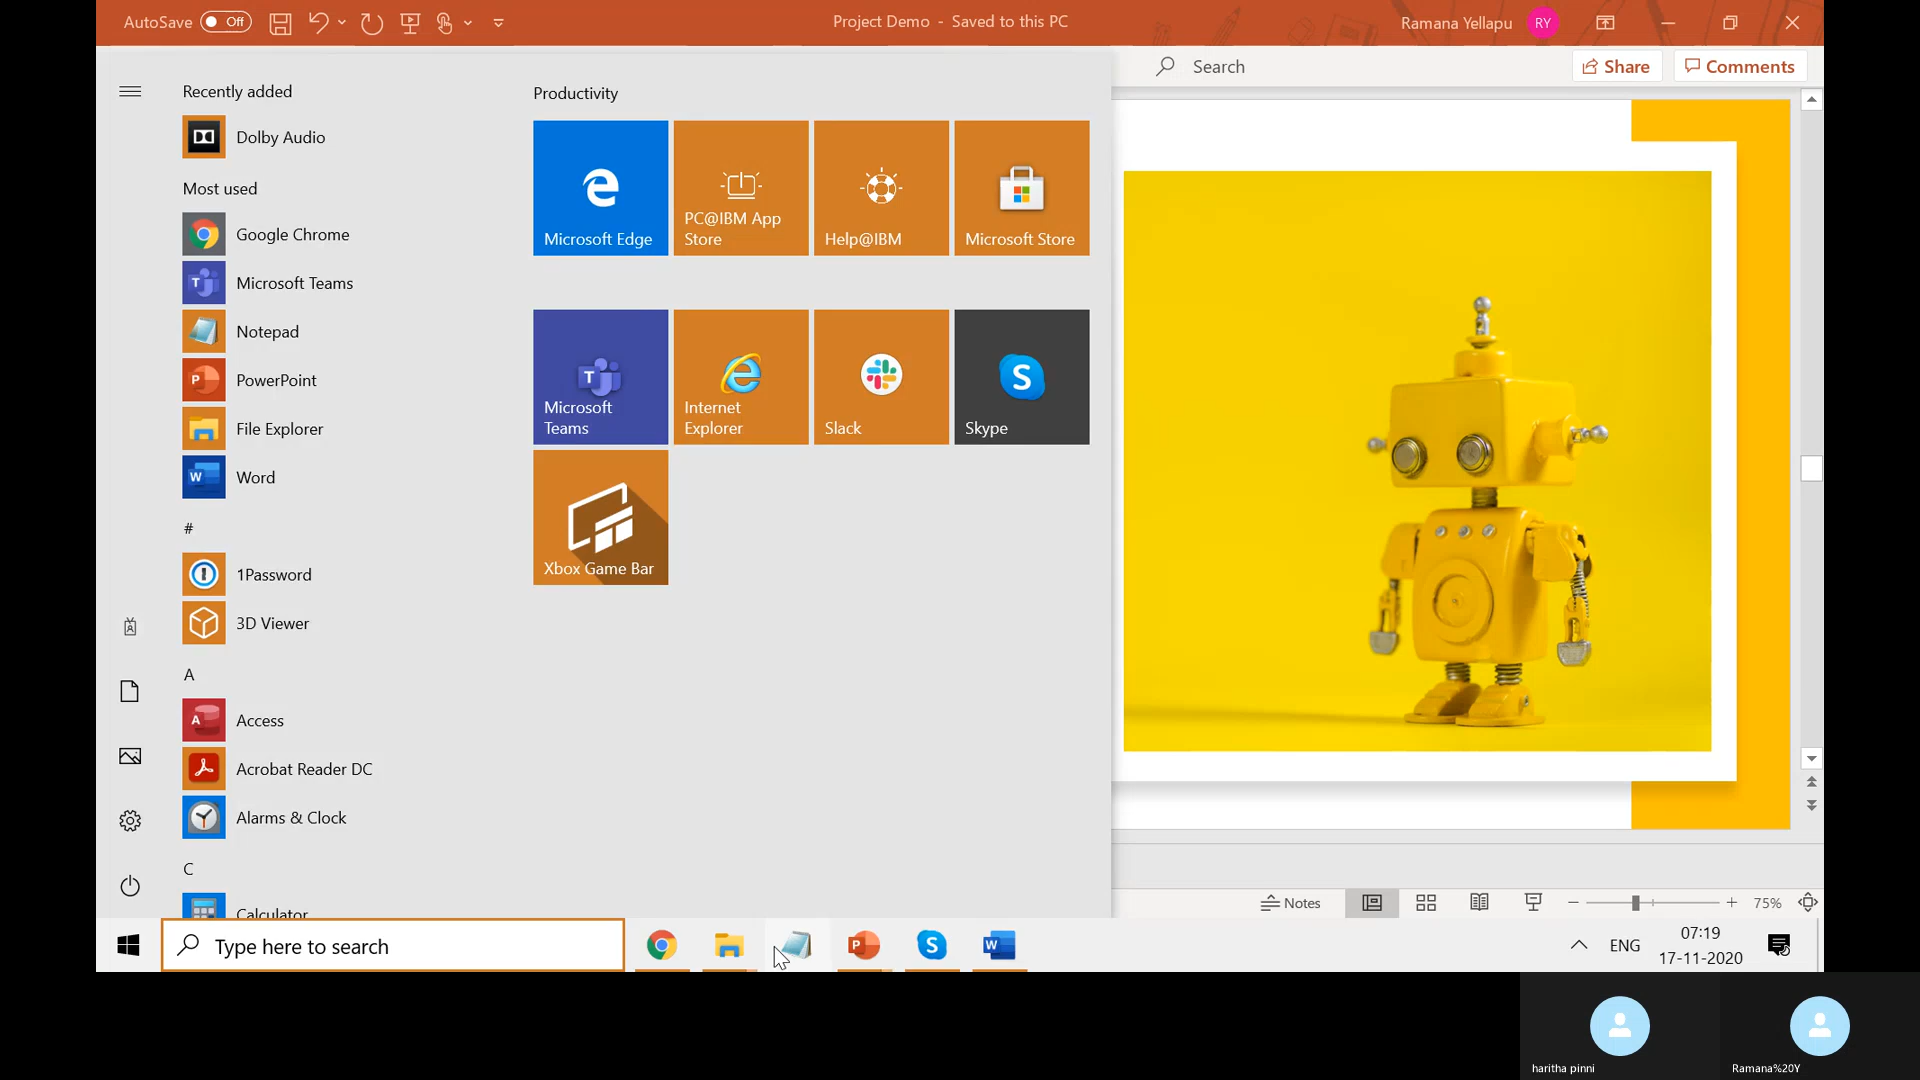 AutoSave Off
Project Demo - Saved to this PC
Ramana Yellapu RY
Search
Share
Comments
Recently added
Dolby Audio
Most used
Google Chrome
Microsoft Teams
Notepad
PowerPoint
File Explorer
Word
#
1Password
3D Viewer
A
Access
Acrobat Reader DC
Alarms & Clock
C
Calculator
Productivity
Microsoft Edge
PC@IBM App
Store
Help@IBM
Microsoft Store
Microsoft
Teams
Internet
Explorer
Slack
Skype
Xbox Game Bar
Notes
75%
Type here to search
ENG
07:19
17-11-2020
haritha pinni
Ramana%20Y